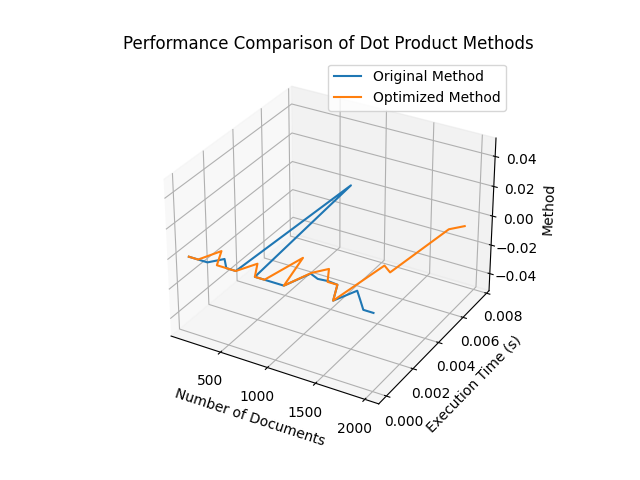 Performance Comparison of Dot Product Methods
Original Method
Optimized Method
0.04
0.02
0.00
−0.02
−0.04
Method
0.008
0.006
0.004
0.002
0.000
Execution Time (s)
500
1000
1500
2000
Number of Documents